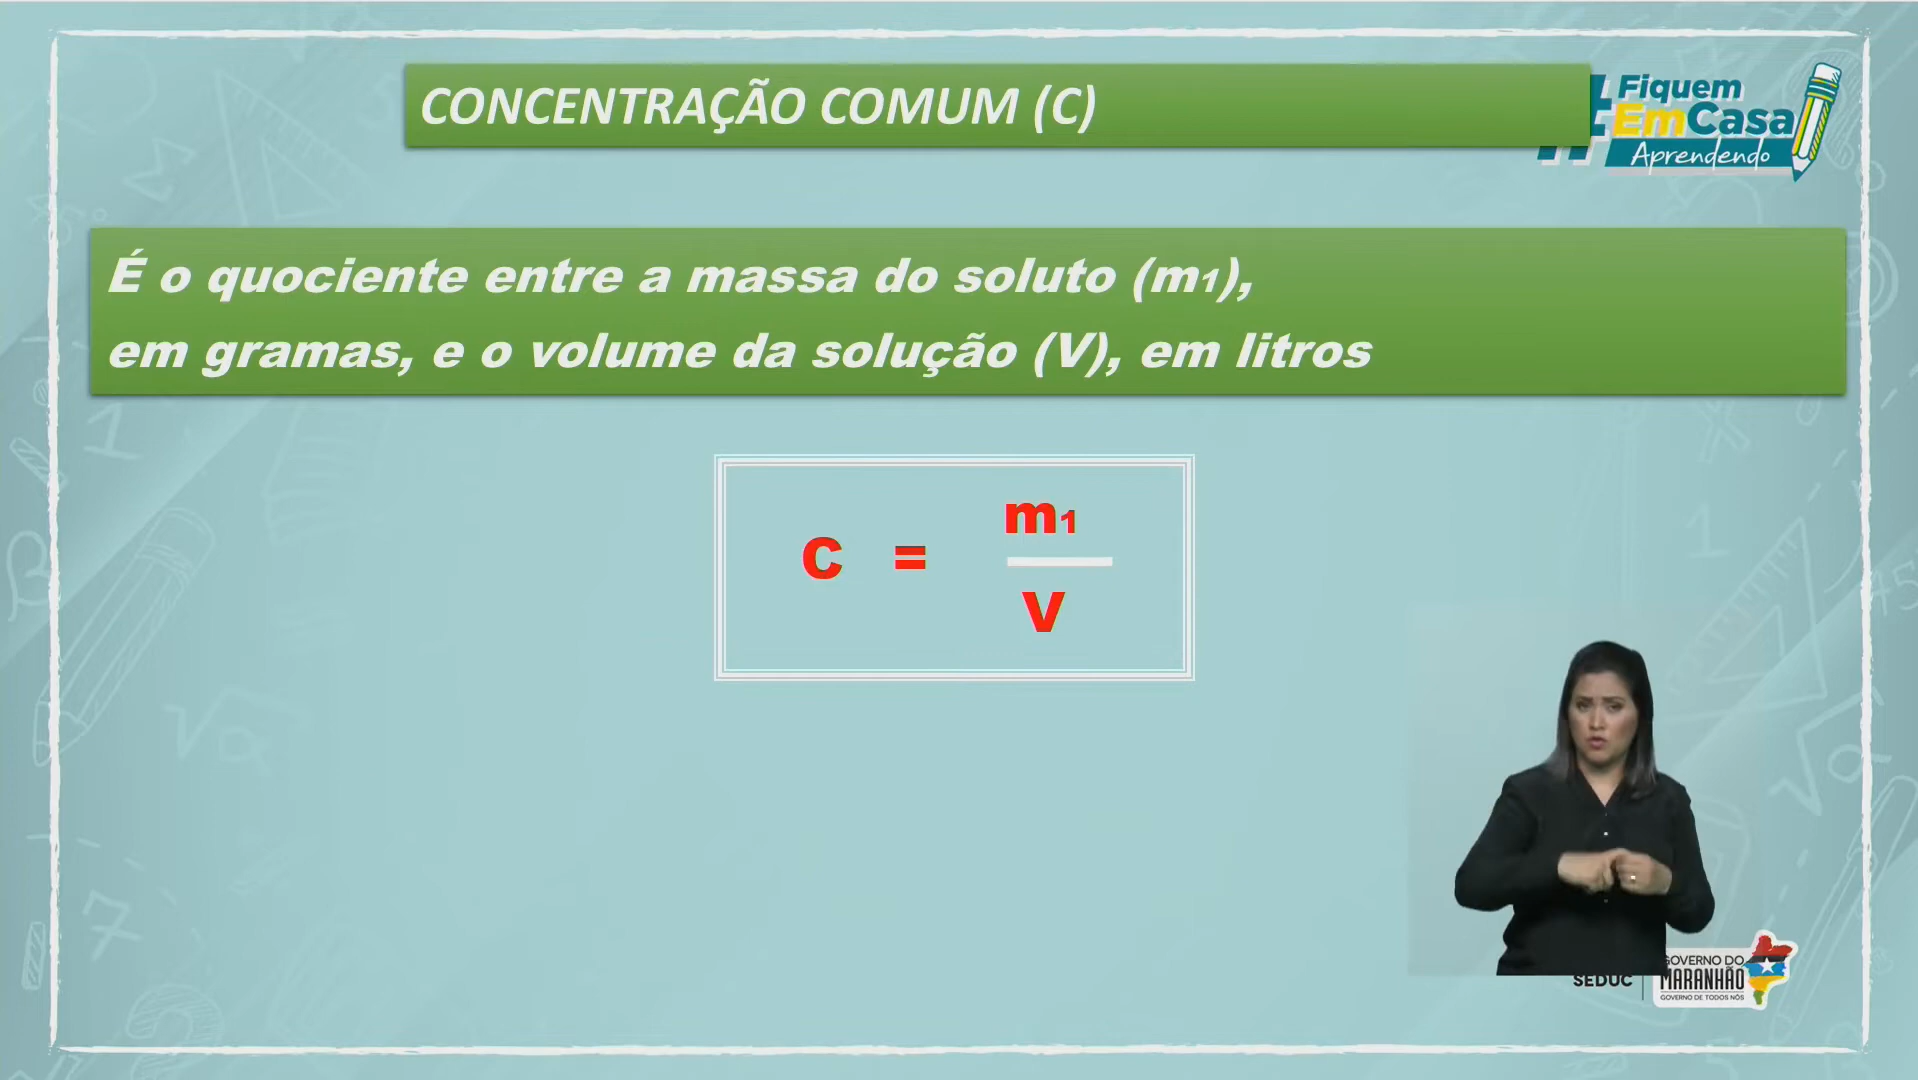 CONCENTRAÇÃO COMUM (C)
#Fiquem
EmCasa
Aprendendo
É o quociente entre a massa do soluto (m1),
em gramas, e o volume da solução (V), em litros
C = m1
V
SEDUC
GOVERNO DO
MARANHÃO
GOVERNO DE TODOS NÓS